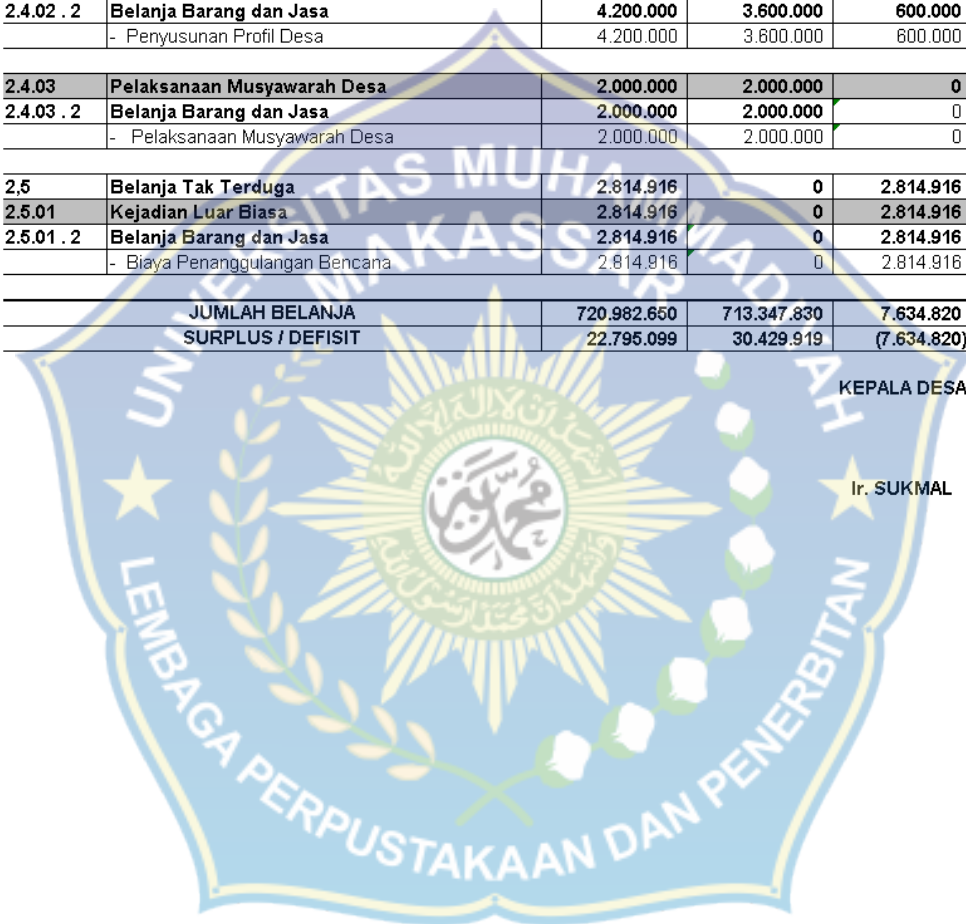 2.4.02 . 2 Belanja Barang dan Jasa 4.200.000 3.600.000 600.000
- Penyusunan Profil Desa 4.200.000 3.600.000 600.000
2.4.03 Pelaksanaan Musyawarah Desa 2.000.000 2.000.000 0
2.4.03 . 2 Belanja Barang dan Jasa 2.000.000 2.000.000 0
- Pelaksanaan Musyawarah Desa 2.000.000 2.000.000 0
2,5 Belanja Tak Terduga 2.814.916 0 2.814.916
2.5.01 Kejadian Luar Biasa 2.814.916 0 2.814.916
2.5.01 . 2 Belanja Barang dan Jasa 2.814.916 0 2.814.916
- Biaya Penanggulangan Bencana 2.814.916 0 2.814.916
JUMLAH BELANJA 720.982.650 713.347.830 7.634.820
SURPLUS / DEFISIT 22.795.099 30.429.919 (7.634.820)
KEPALA DESA
Ir. SUKMAL
UNIVERSITAS MUHAMMADIYAH
MAKASSAR
محمدية
LEMBAGA PERPUSTAKAAN DAN PENERBITAN